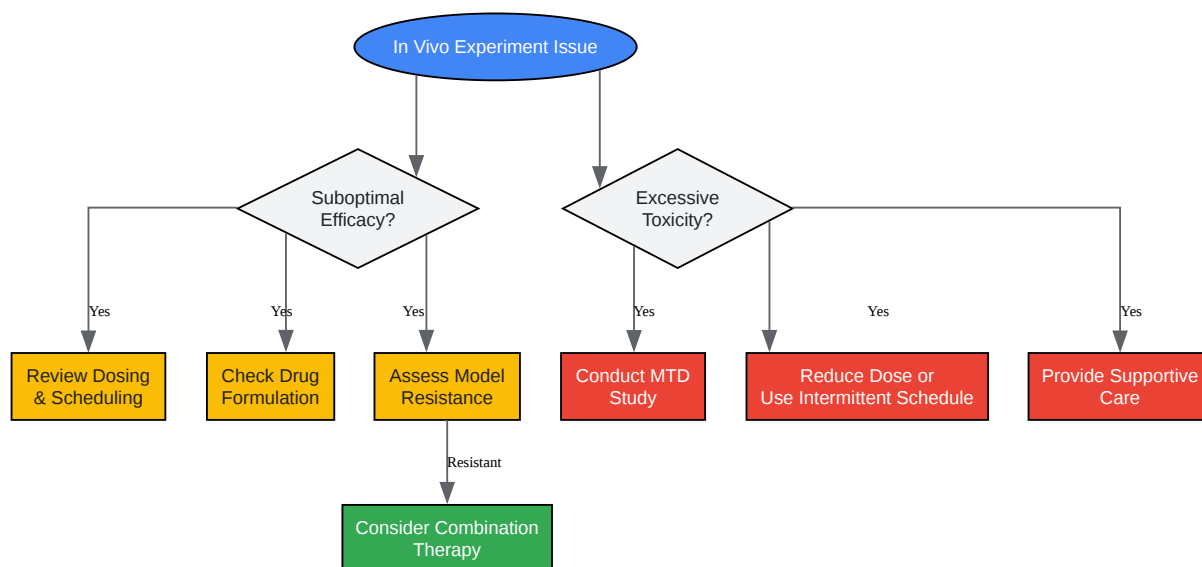 In Vivo Experiment Issue
Suboptimal
Efficacy?
Excessive
Toxicity?
Yes
Yes
Yes
Yes
Yes
Yes
Review Dosing
& Scheduling
Check Drug
Formulation
Assess Model
Resistance
Conduct MTD
Study
Reduce Dose or
Use Intermittent Schedule
Provide Supportive
Care
Resistant
Consider Combination
Therapy